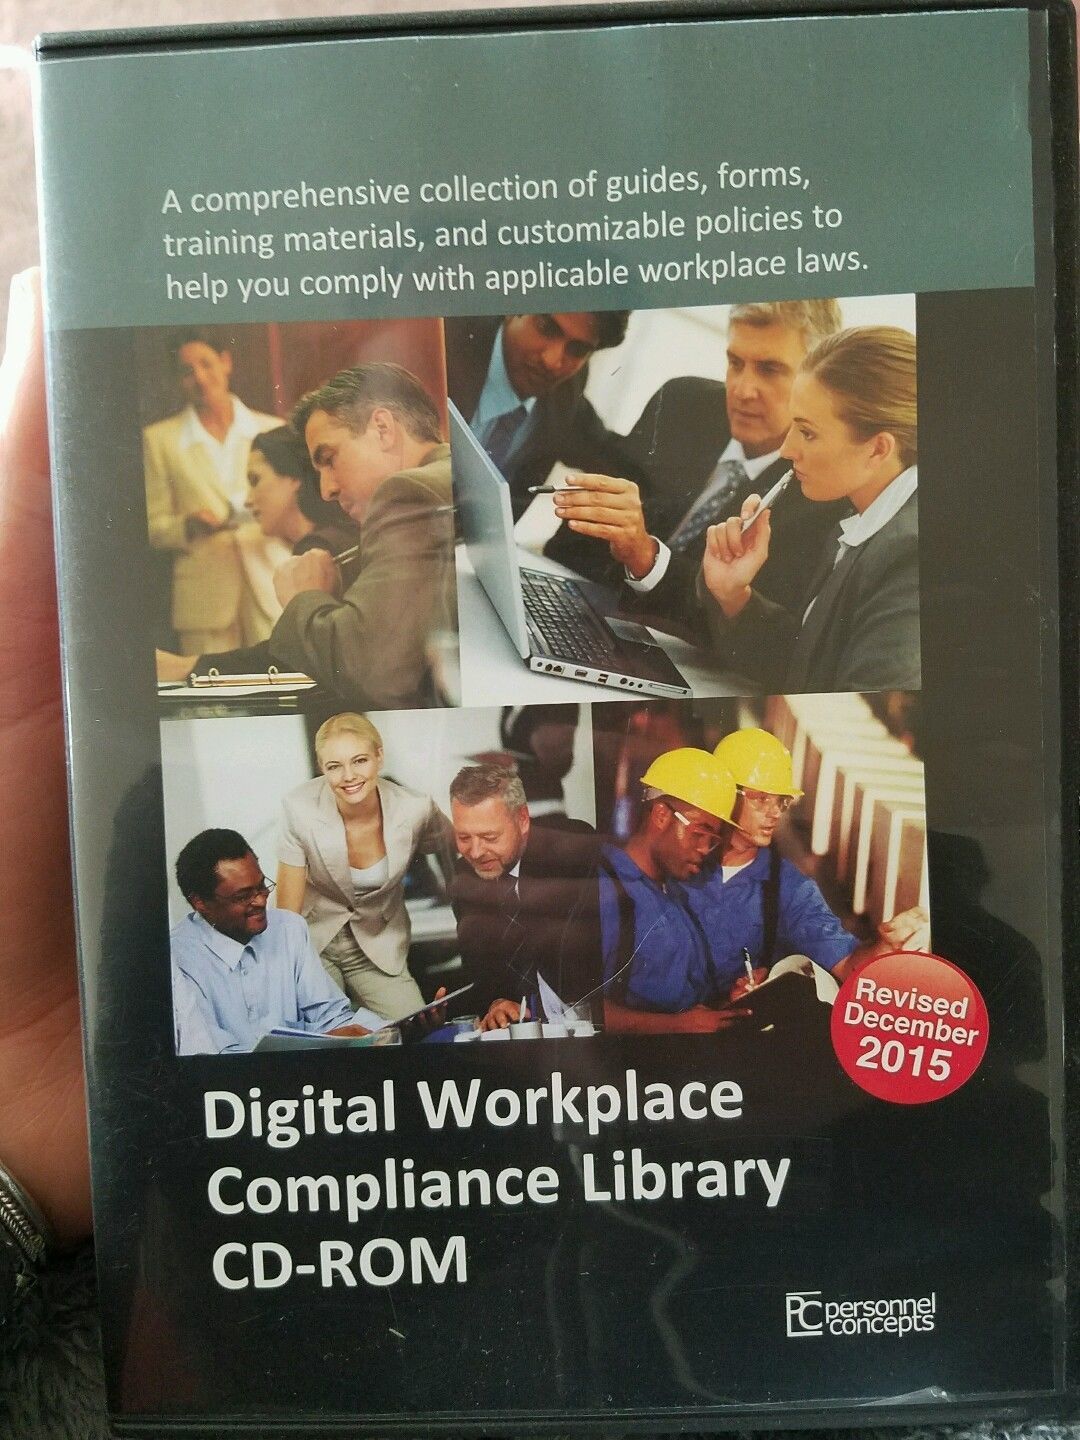 A comprehensive collection of guides, forms,
training materials, and customizable policies to
help you comply with applicable workplace laws.
Revised
December
2015
Digital Workplace
Compliance Library
CD-ROM
PC personnel
concepts